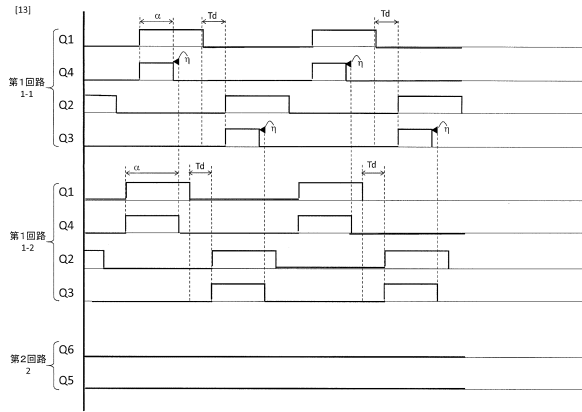 [13]
α Td Td
Q1
Q4 η η
第1回路
1-1
Q2
Q3 η η
α Td Td
Q1
Q4
第1回路
1-2
Q2
Q3
第2回路
2
Q6
Q5